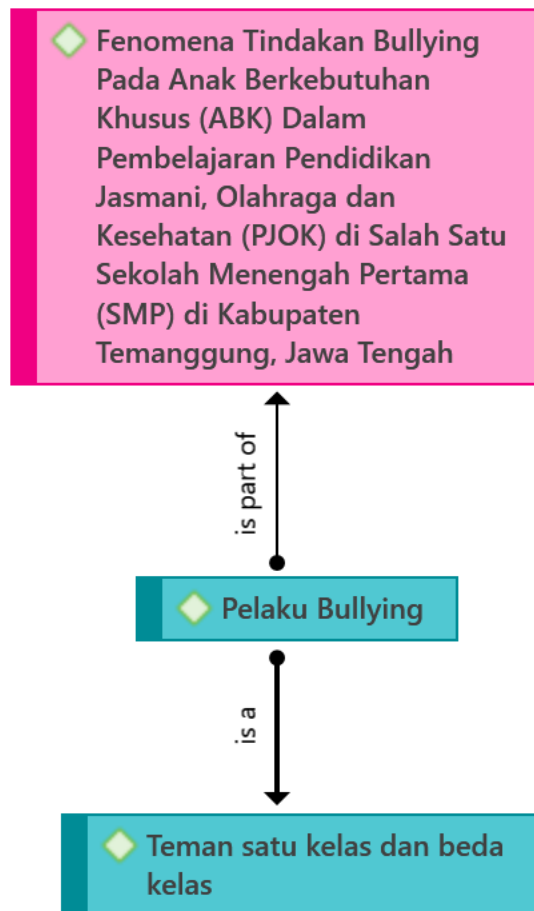 Fenomena Tindakan Bullying
Pada Anak Berkebutuhan
Khusus (ABK) Dalam
Pembelajaran Pendidikan
Jasmani, Olahraga dan
Kesehatan (PJOK) di Salah Satu
Sekolah Menengah Pertama
(SMP) di Kabupaten
Temanggung, Jawa Tengah
is part of
Pelaku Bullying
is a
Teman satu kelas dan beda
kelas